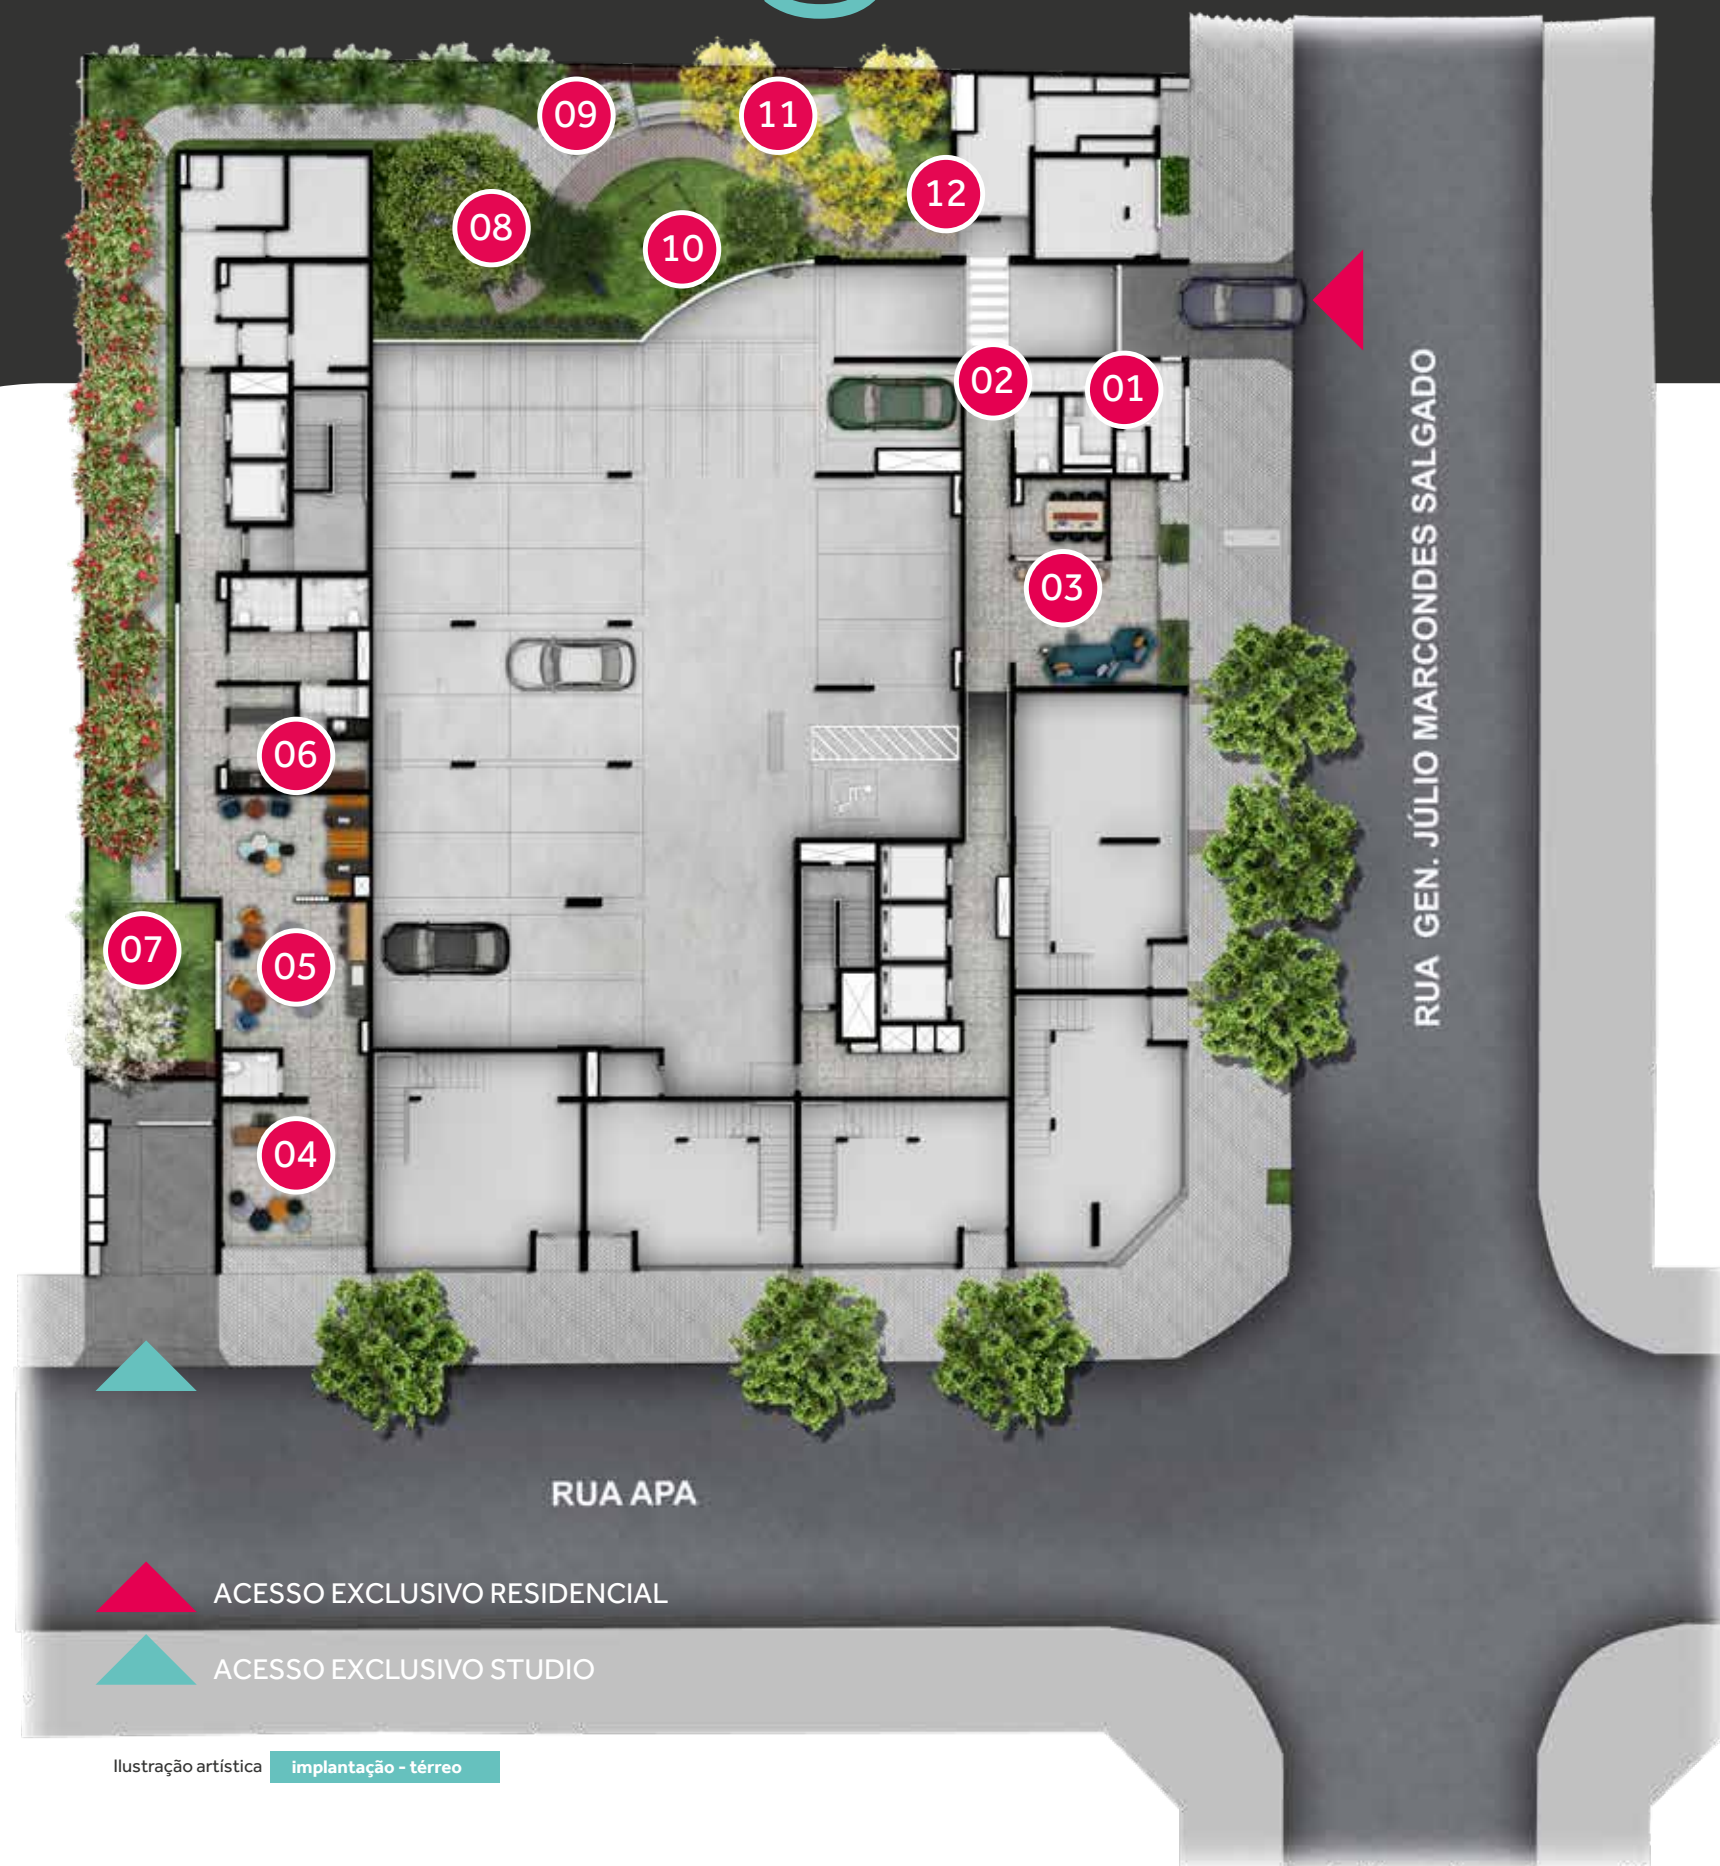 09
11
12
08
10
02
01
03
06
07
05
04
RUA GEN. JÚLIO MARCONDES SALGADO
RUA APA
ACESSO EXCLUSIVO RESIDENCIAL
ACESSO EXCLUSIVO STUDIO
Ilustração artística
implantação - térreo